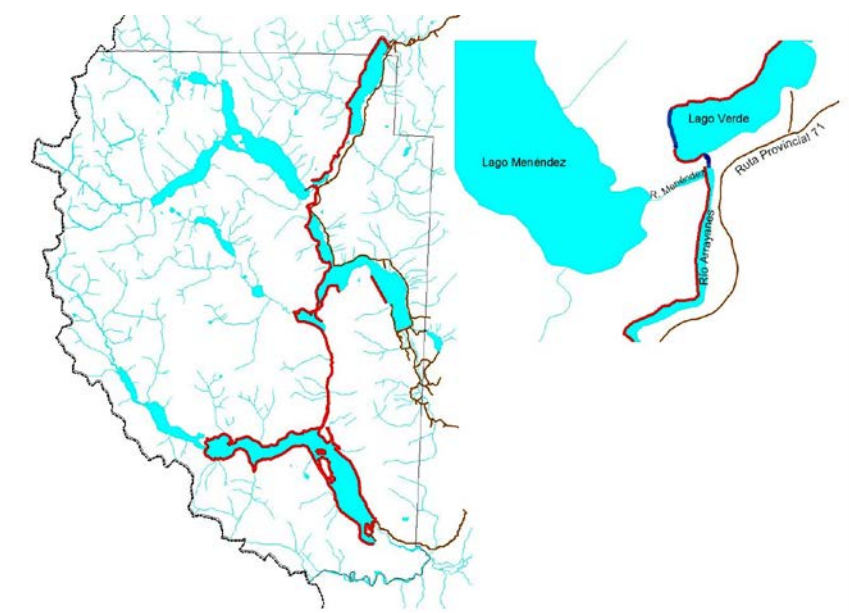 Lago Verde
Lago Menéndez
Ruta Provincial 71
R. Menéndez
Río Arrayanes